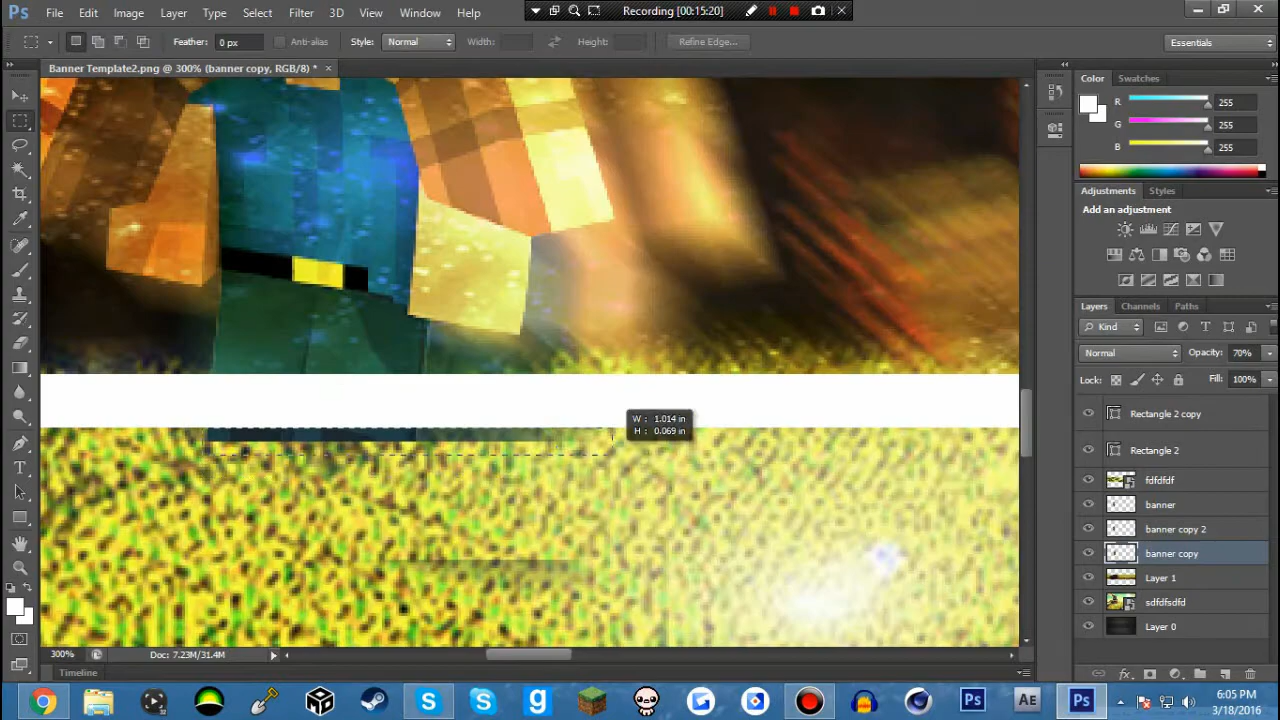 Ps File Edit Image Layer Type Select Filter 3D View Window Help
Recording [00:15:20]
Feather: 0 px Anti-alias Style: Normal Width: Height: Refine Edge... Essentials
Banner Template2.png @ 300% (banner copy, RGB/8) * ×
Color Swatches
R 255
G 255
B 255
Adjustments Styles
Add an adjustment
Layers Channels Paths
Kind
Normal Opacity: 70%
Lock: Fill: 100%
Rectangle 2 copy
Rectangle 2
fdfdfdf
banner
banner copy 2
banner copy
Layer 1
sdfdfsdfd
Layer 0
W: 1.014 in
H: 0.069 in
300% Doc: 7.23M/31.4M
Timeline
Ps AE Ps
6:05 PM
3/18/2016